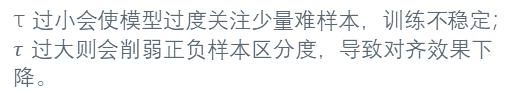 τ 过小会使模型过度关注少量难样本，训练不稳定；
τ 过大则会削弱正负样本区分度，导致对齐效果下
降。